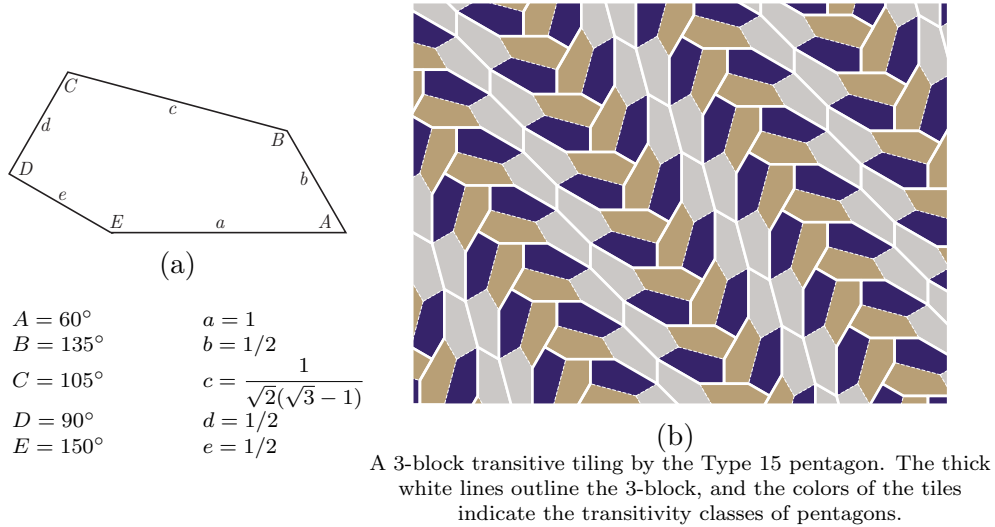 C
c
B
d
D
b
e
E
a
A
(a)
A = 60° a = 1
B = 135° b = 1/2
C = 105° c = 1/(√2(√3 − 1))
D = 90° d = 1/2
E = 150° e = 1/2
(b)
A 3-block transitive tiling by the Type 15 pentagon. The thick
white lines outline the 3-block, and the colors of the tiles
indicate the transitivity classes of pentagons.